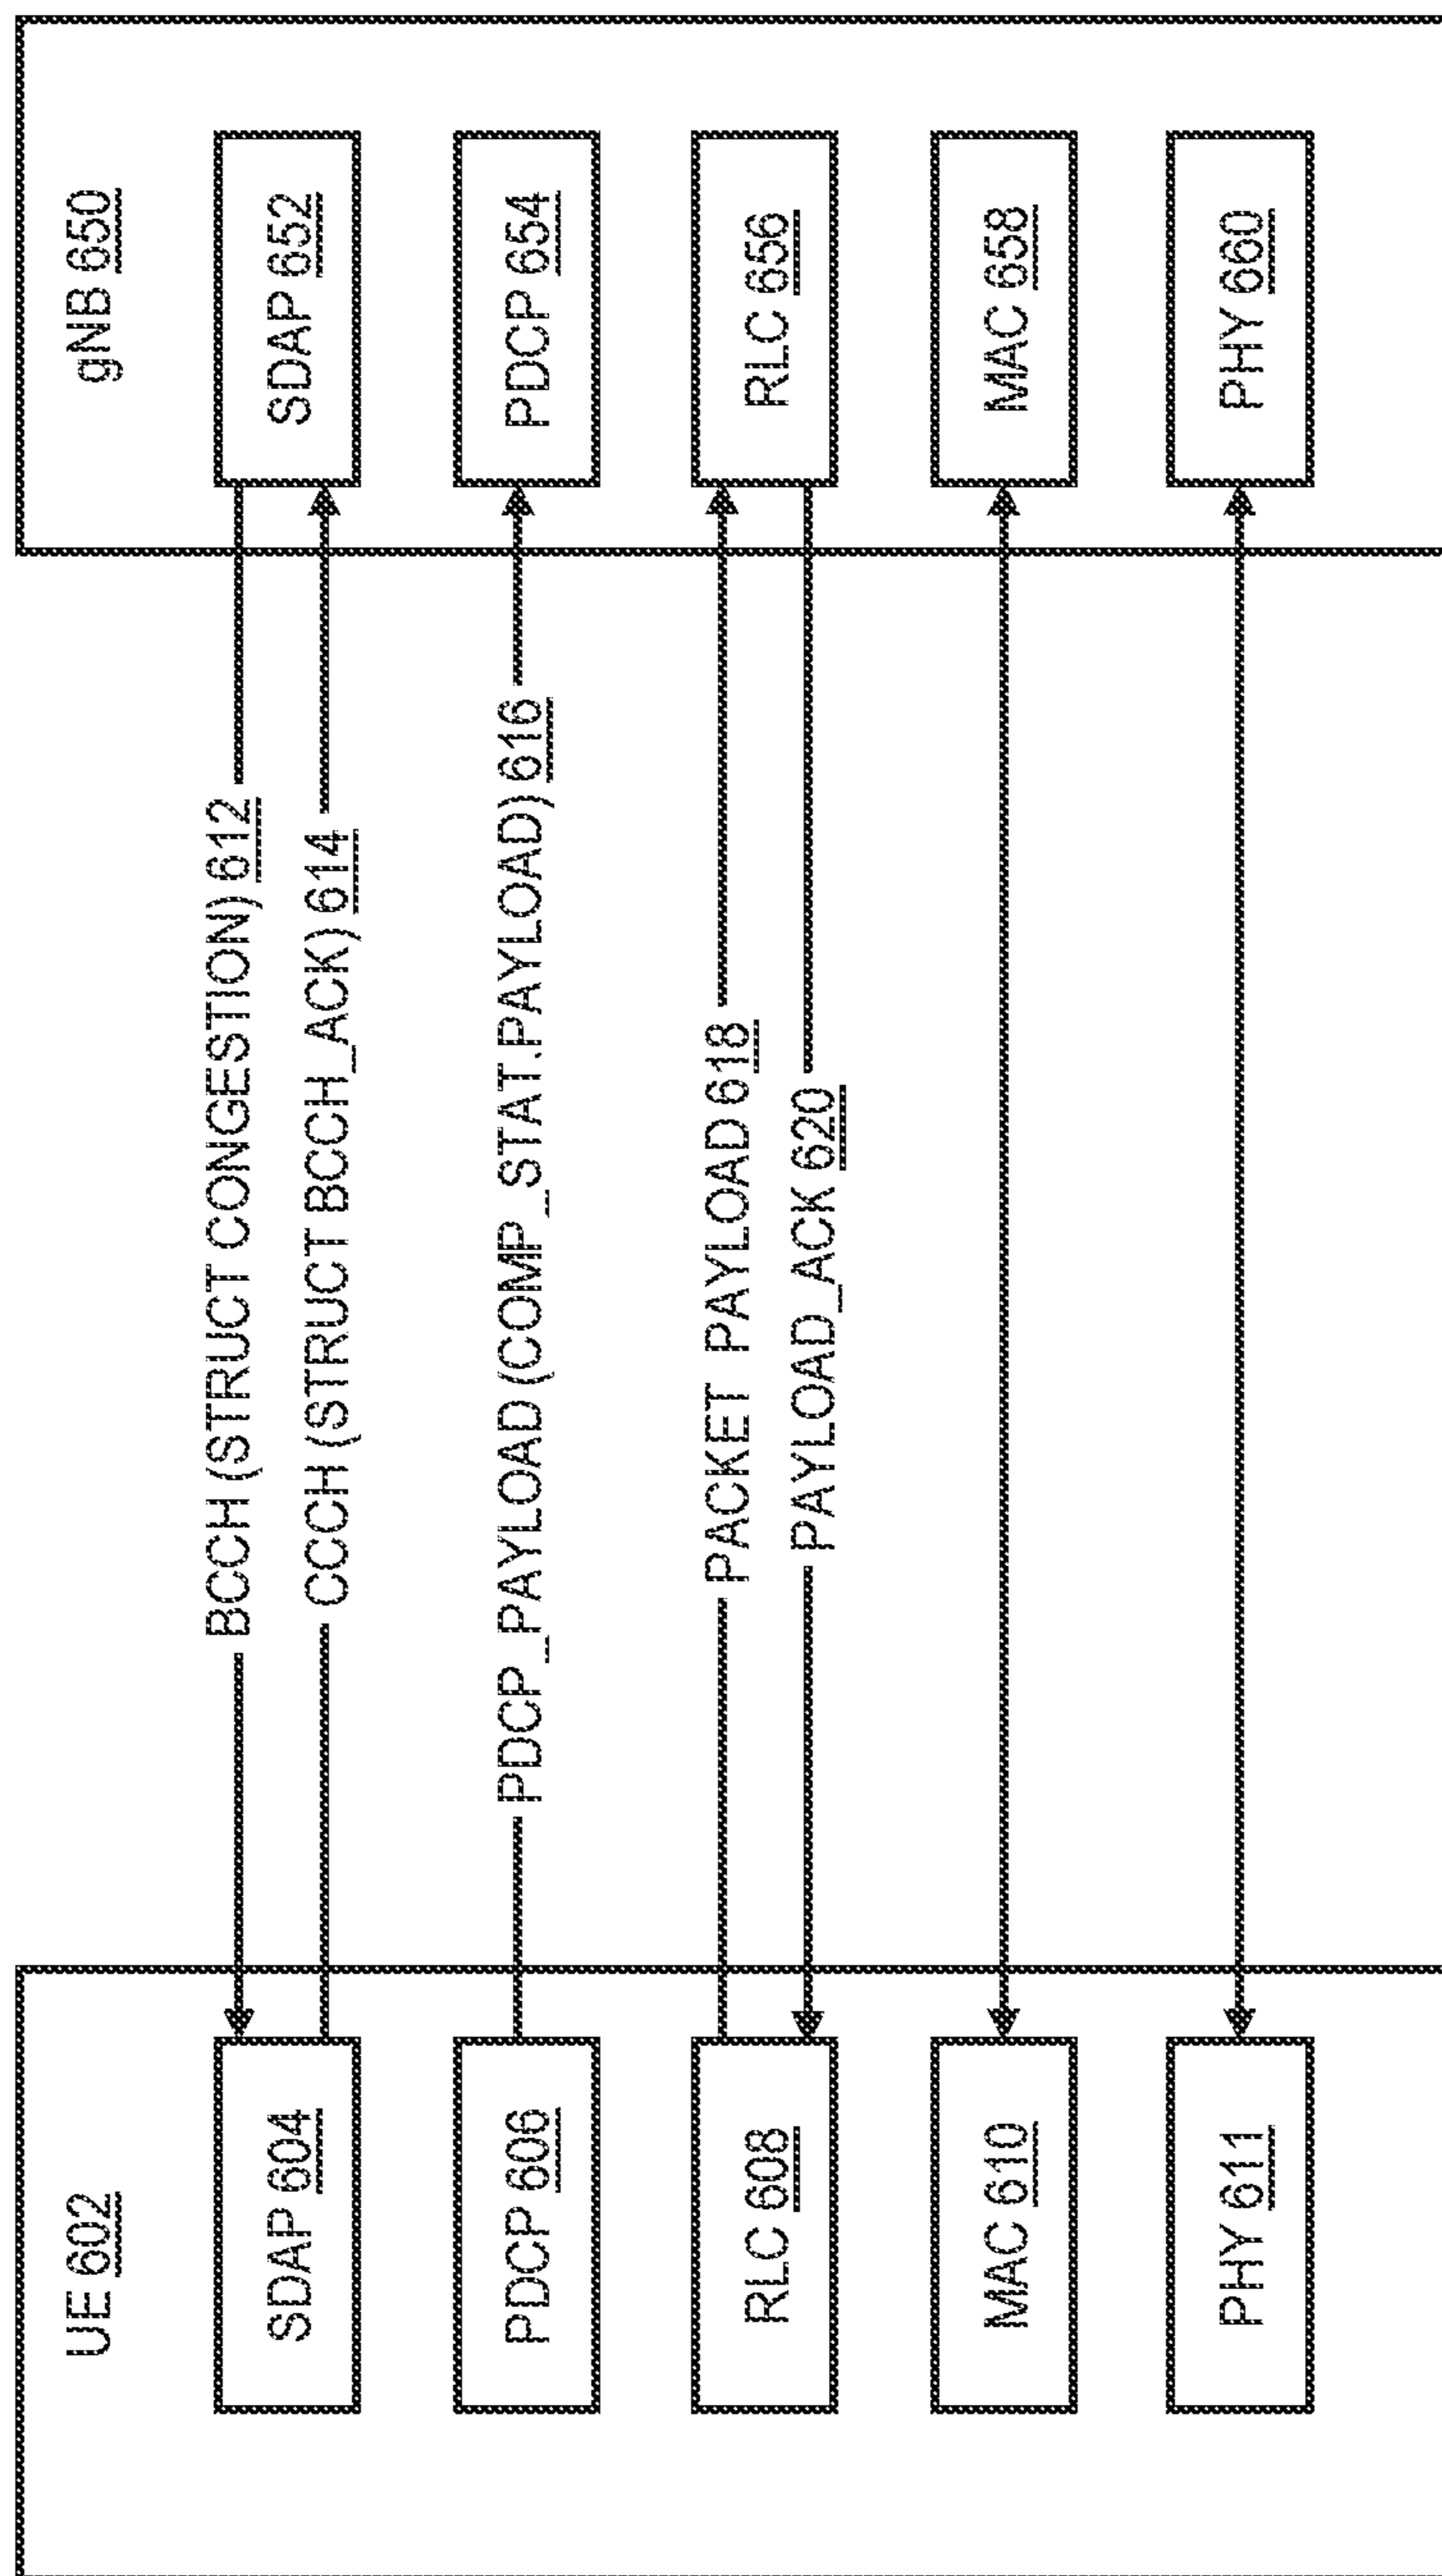 UE 602
gNB 650
SDAP 604
BCCH (STRUCT CONGESTION) 612
CCCH (STRUCT BCCH_ACK) 614
SDAP 652
PDCP 606
PDCP_PAYLOAD (COMP_STAT.PAYLOAD) 616
PDCP 654
RLC 608
PACKET PAYLOAD 618
PAYLOAD_ACK 620
RLC 656
MAC 610
MAC 658
PHY 611
PHY 660